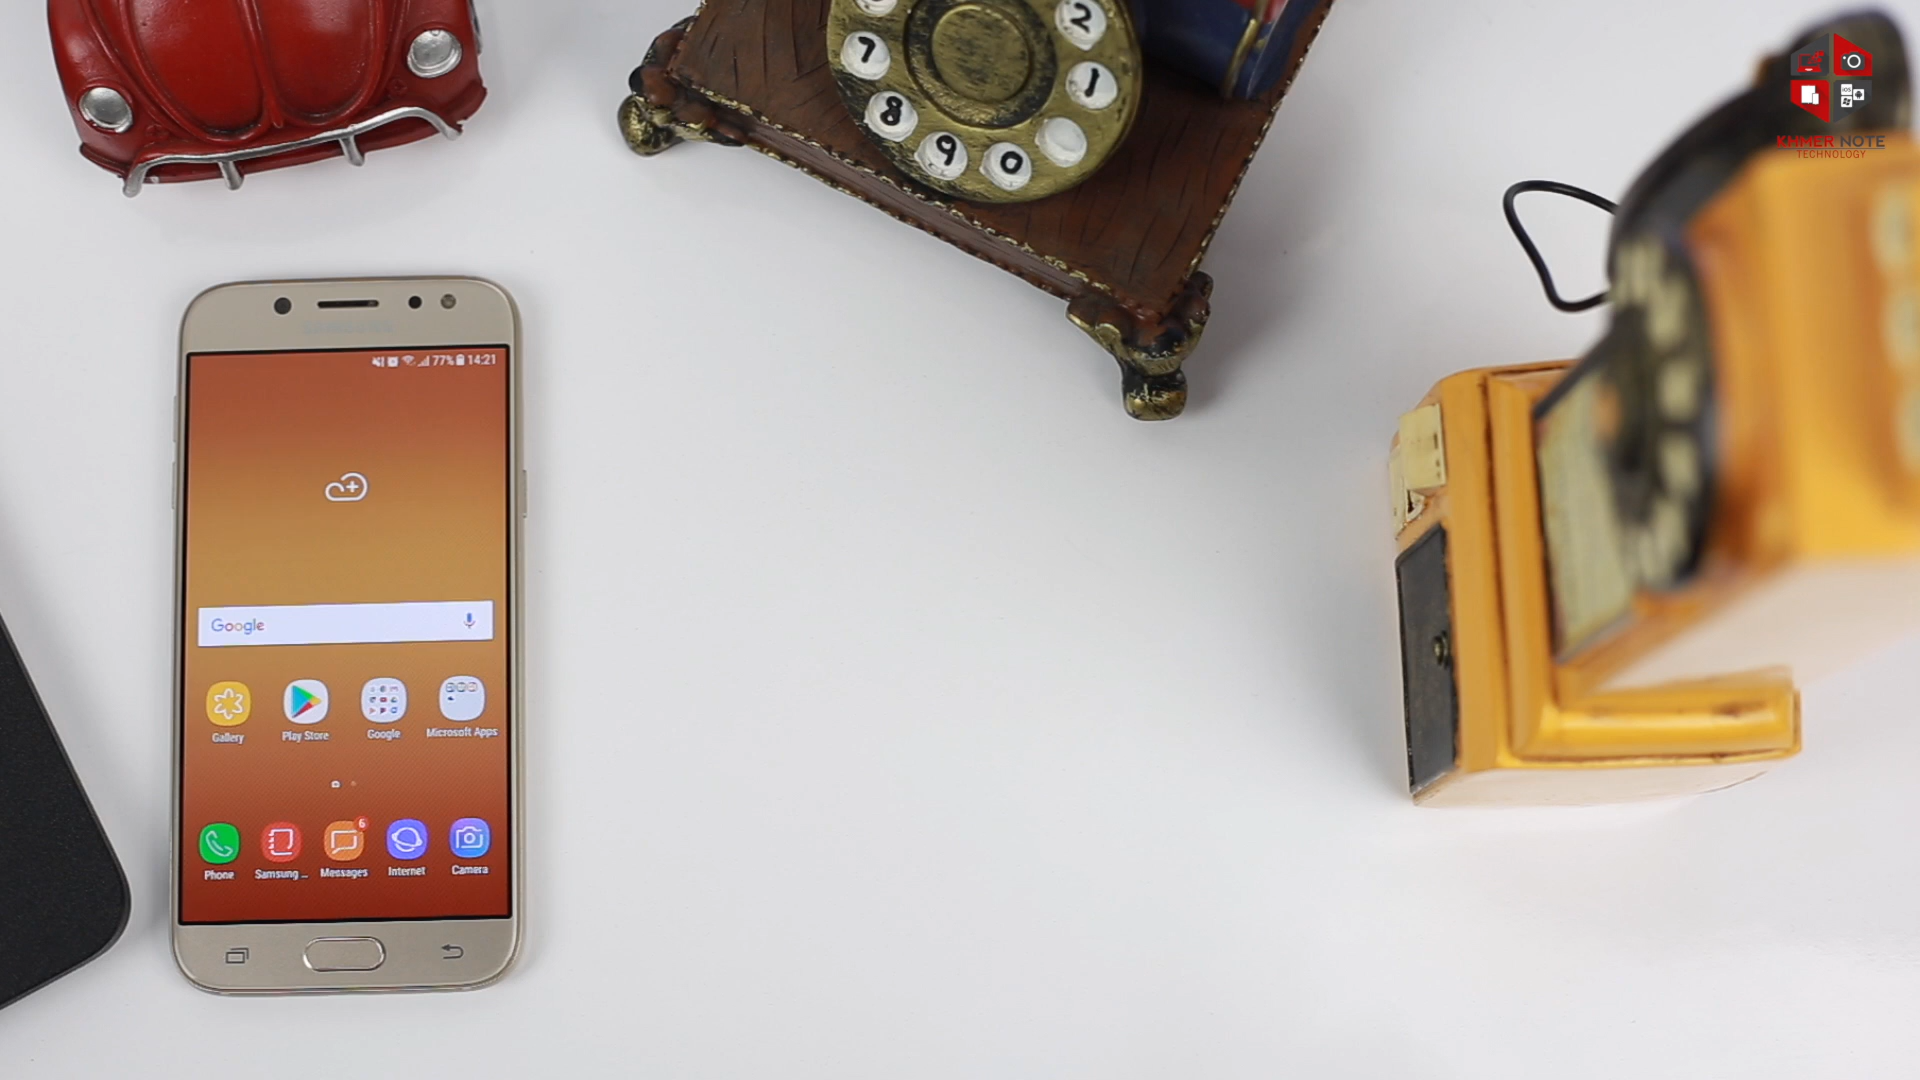 2
7
1
8
9
0
KHMER NOTE
TECHNOLOGY
77% 14:21
Google
Gallery
Play Store
Google
Microsoft Apps
6
Phone
Samsung ...
Messages
Internet
Camera